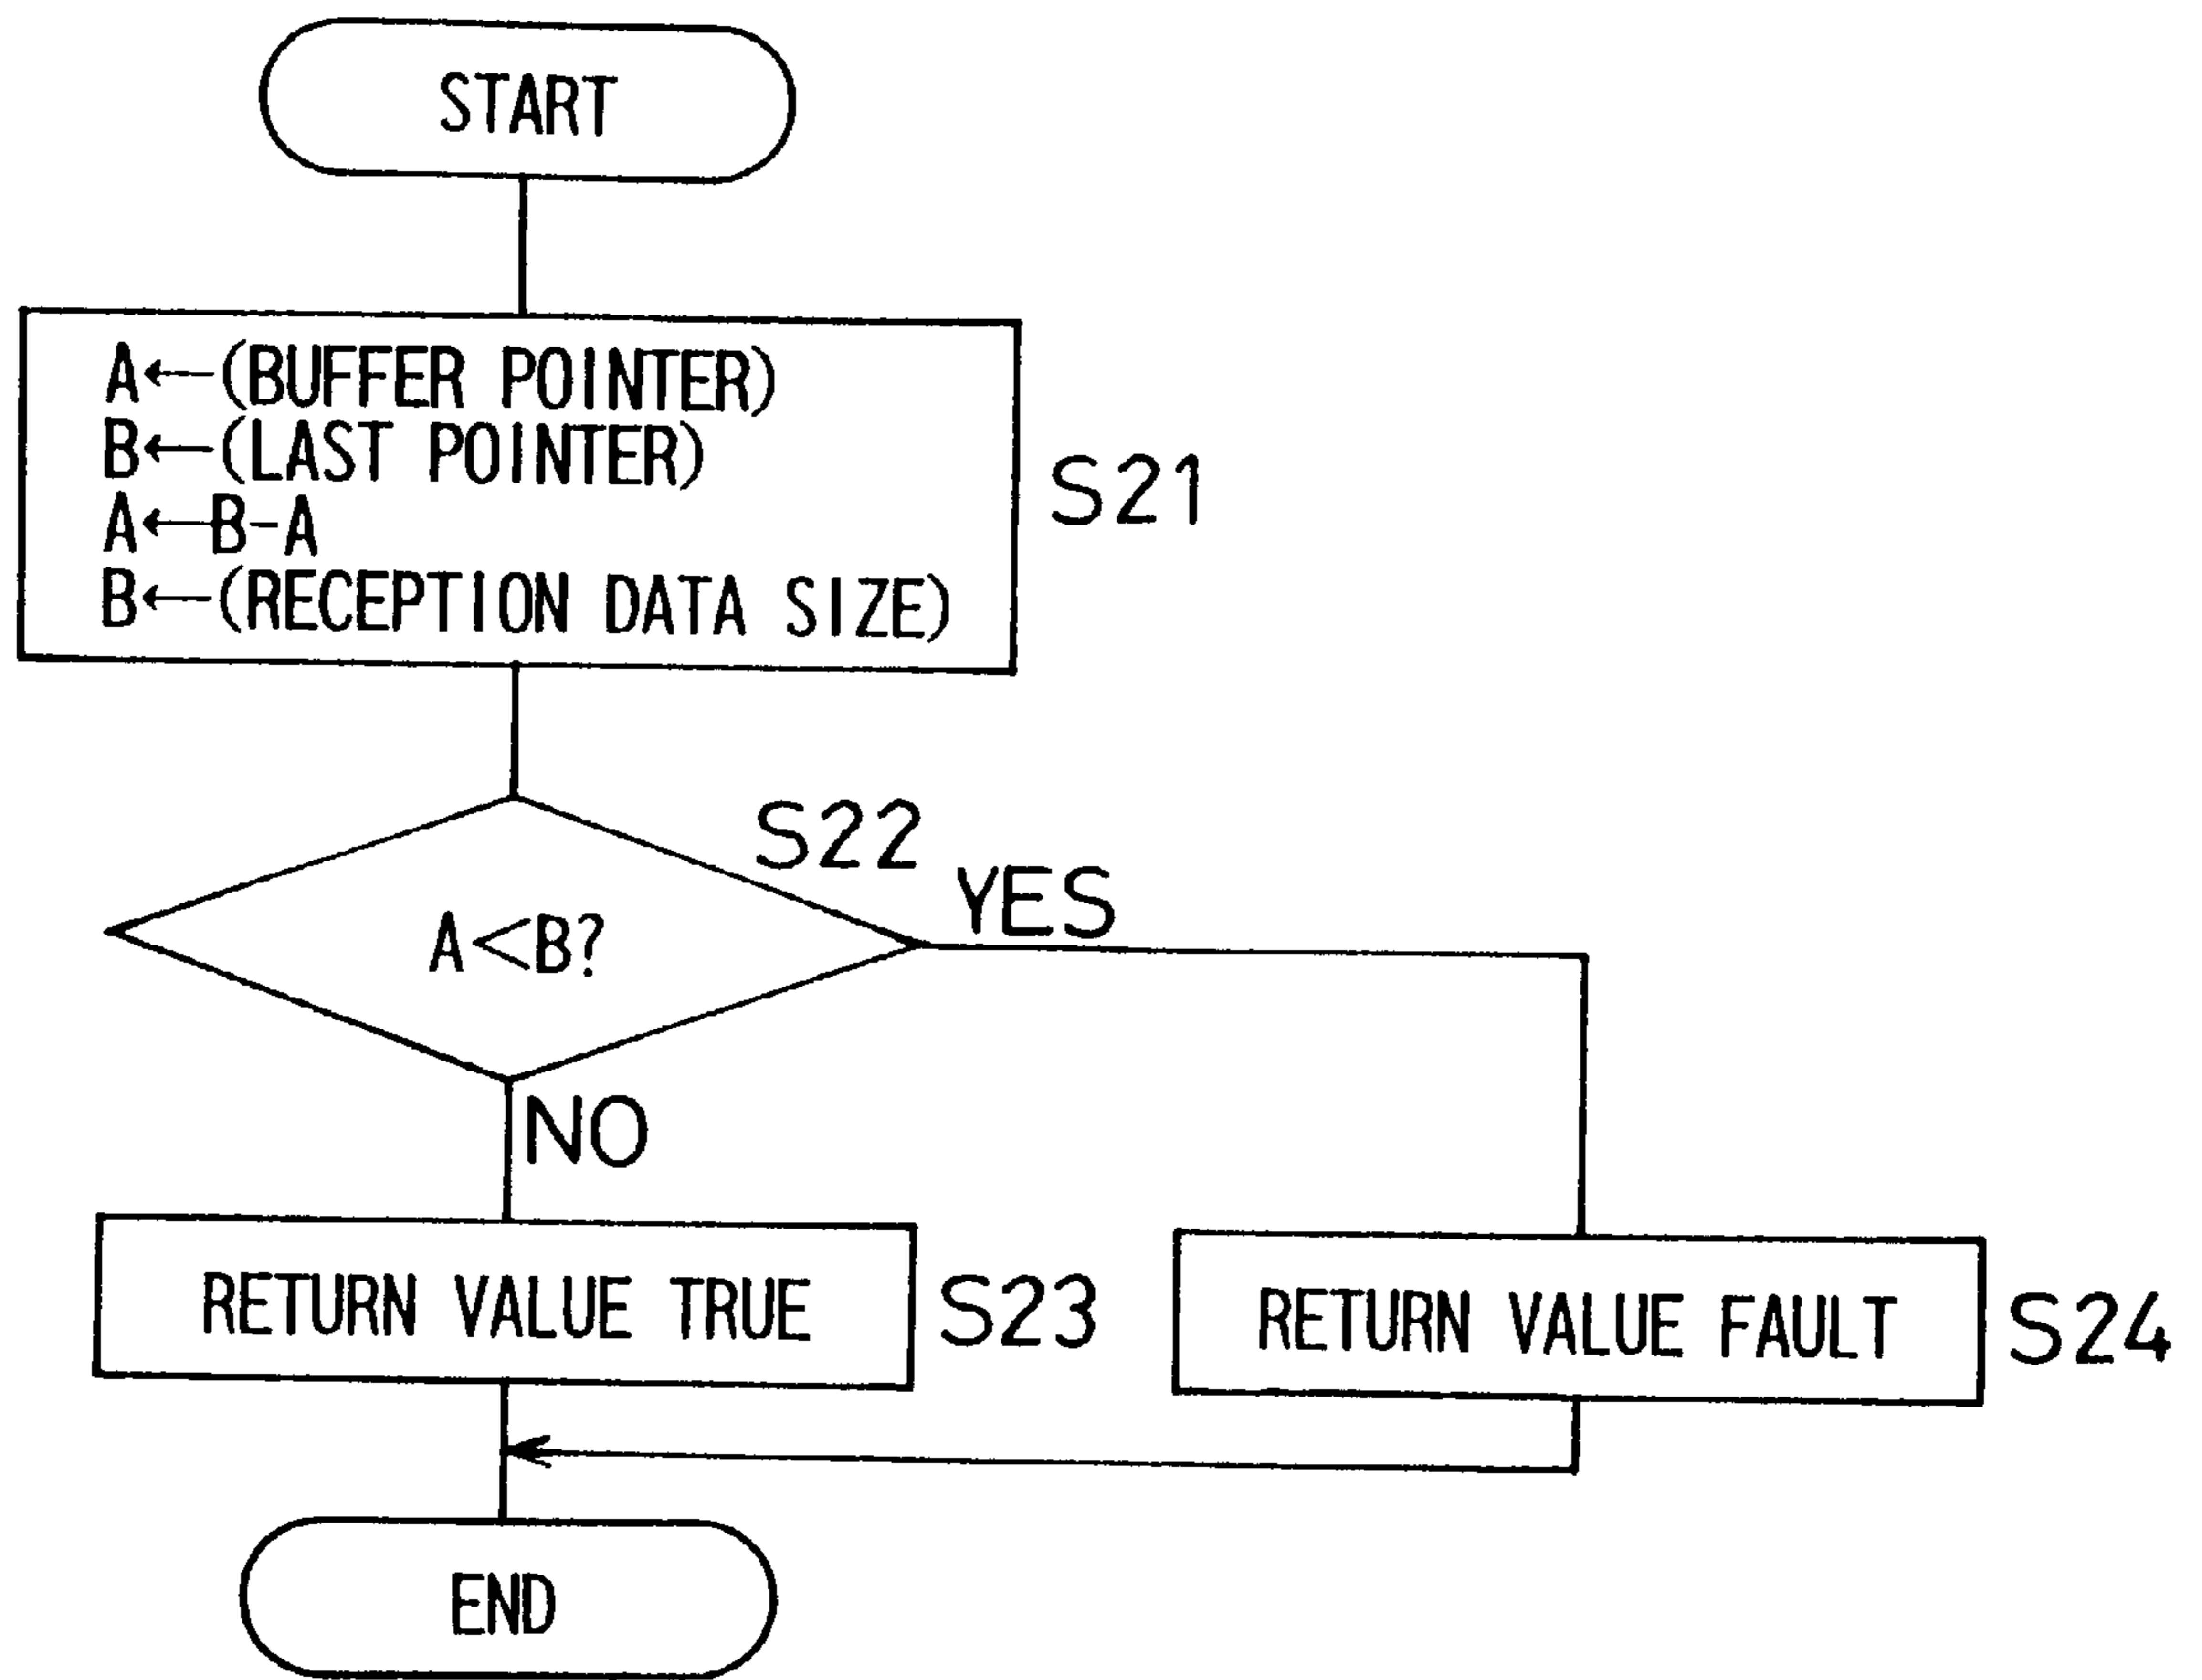 START
A←(BUFFER POINTER)
B←(LAST POINTER)
A←B-A
B←(RECEPTION DATA SIZE)
S21
S22
A<B?
YES
NO
RETURN VALUE TRUE
S23
RETURN VALUE FAULT
S24
END